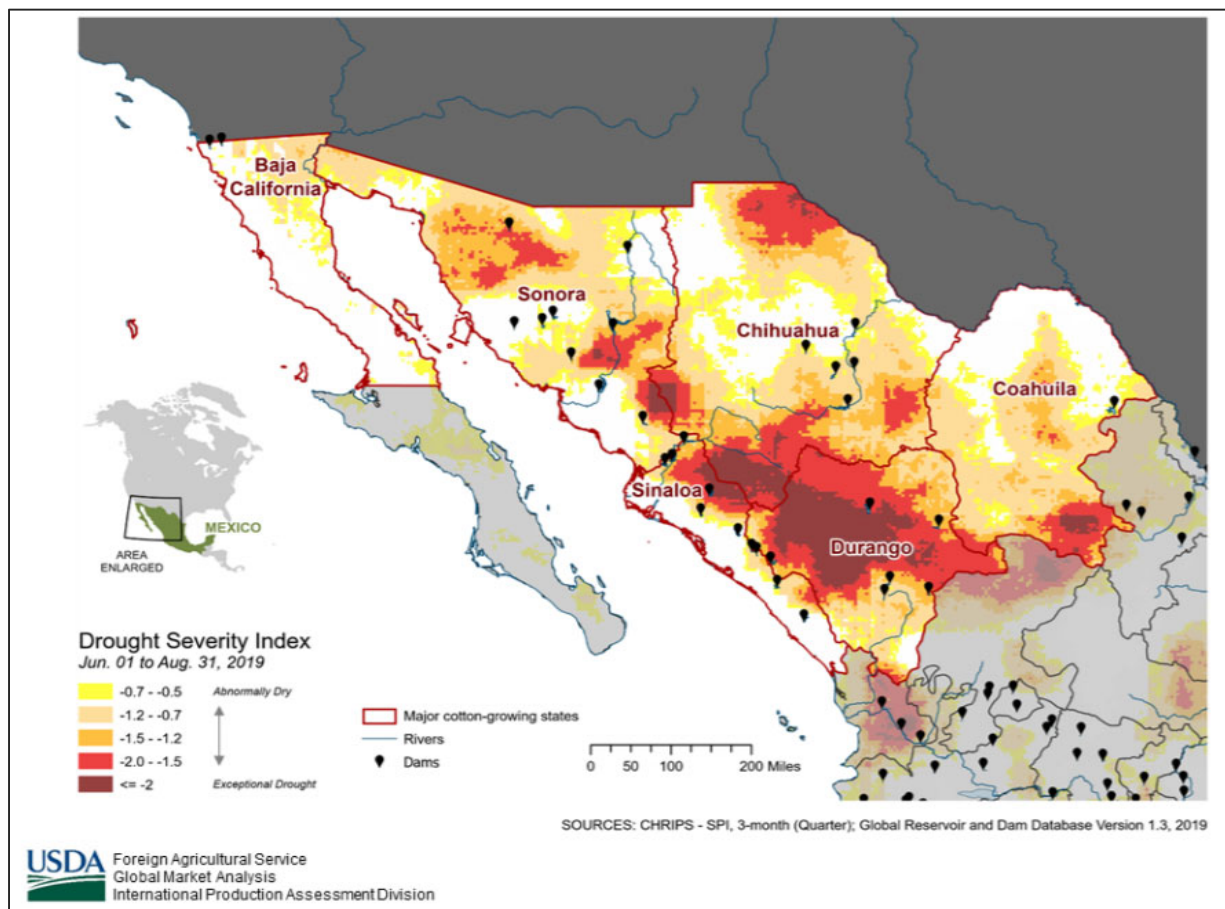 Baja
California
Sonora
Chihuahua
Coahuila
Sinaloa
Durango
MEXICO
AREA
ENLARGED
Drought Severity Index
Jun. 01 to Aug. 31, 2019
-0.7 - -0.5 Abnormally Dry
-1.2 - -0.7
-1.5 - -1.2
-2.0 - -1.5
<= -2 Exceptional Drought
Major cotton-growing states
Rivers
Dams
0 50 100 200 Miles
SOURCES: CHRIPS - SPI, 3-month (Quarter); Global Reservoir and Dam Database Version 1.3, 2019
USDA
Foreign Agricultural Service
Global Market Analysis
International Production Assessment Division